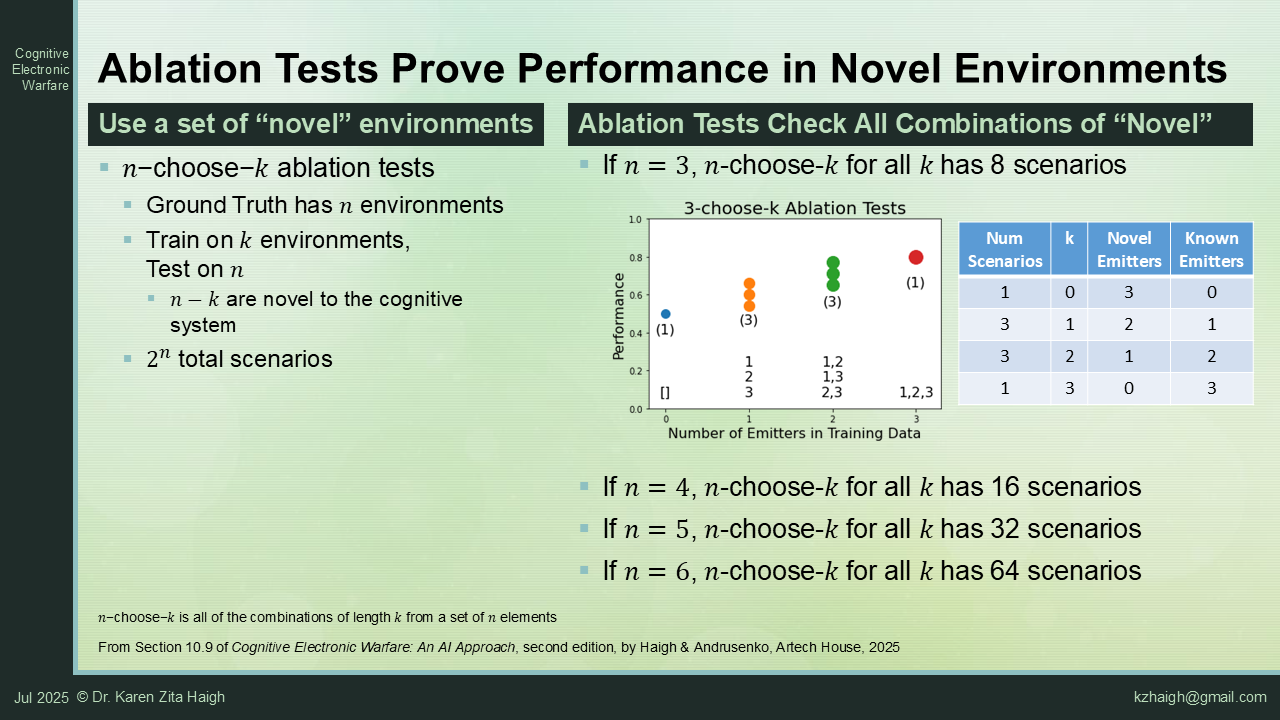 Cognitive
Electronic
Warfare
Ablation Tests Prove Performance in Novel Environments
Use a set of “novel” environments
▪ n−choose−k ablation tests
▪ Ground Truth has n environments
▪ Train on k environments,
Test on n
▪ n − k are novel to the cognitive
system
▪ 2ⁿ total scenarios
Ablation Tests Check All Combinations of “Novel”
▪ If n = 3, n-choose-k for all k has 8 scenarios
3-choose-k Ablation Tests
Performance
1.0
0.8
0.6
0.4
0.2
0.0
(1)
(3)
(3)
(1)
1 1,2
2 1,3
[] 3 2,3 1,2,3
0 1 2 3
Number of Emitters in Training Data
Num Scenarios k Novel Emitters Known Emitters
1 0 3 0
3 1 2 1
3 2 1 2
1 3 0 3
▪ If n = 4, n-choose-k for all k has 16 scenarios
▪ If n = 5, n-choose-k for all k has 32 scenarios
▪ If n = 6, n-choose-k for all k has 64 scenarios
n−choose−k is all of the combinations of length k from a set of n elements
From Section 10.9 of Cognitive Electronic Warfare: An AI Approach, second edition, by Haigh & Andrusenko, Artech House, 2025
Jul 2025 © Dr. Karen Zita Haigh kzhaigh@gmail.com